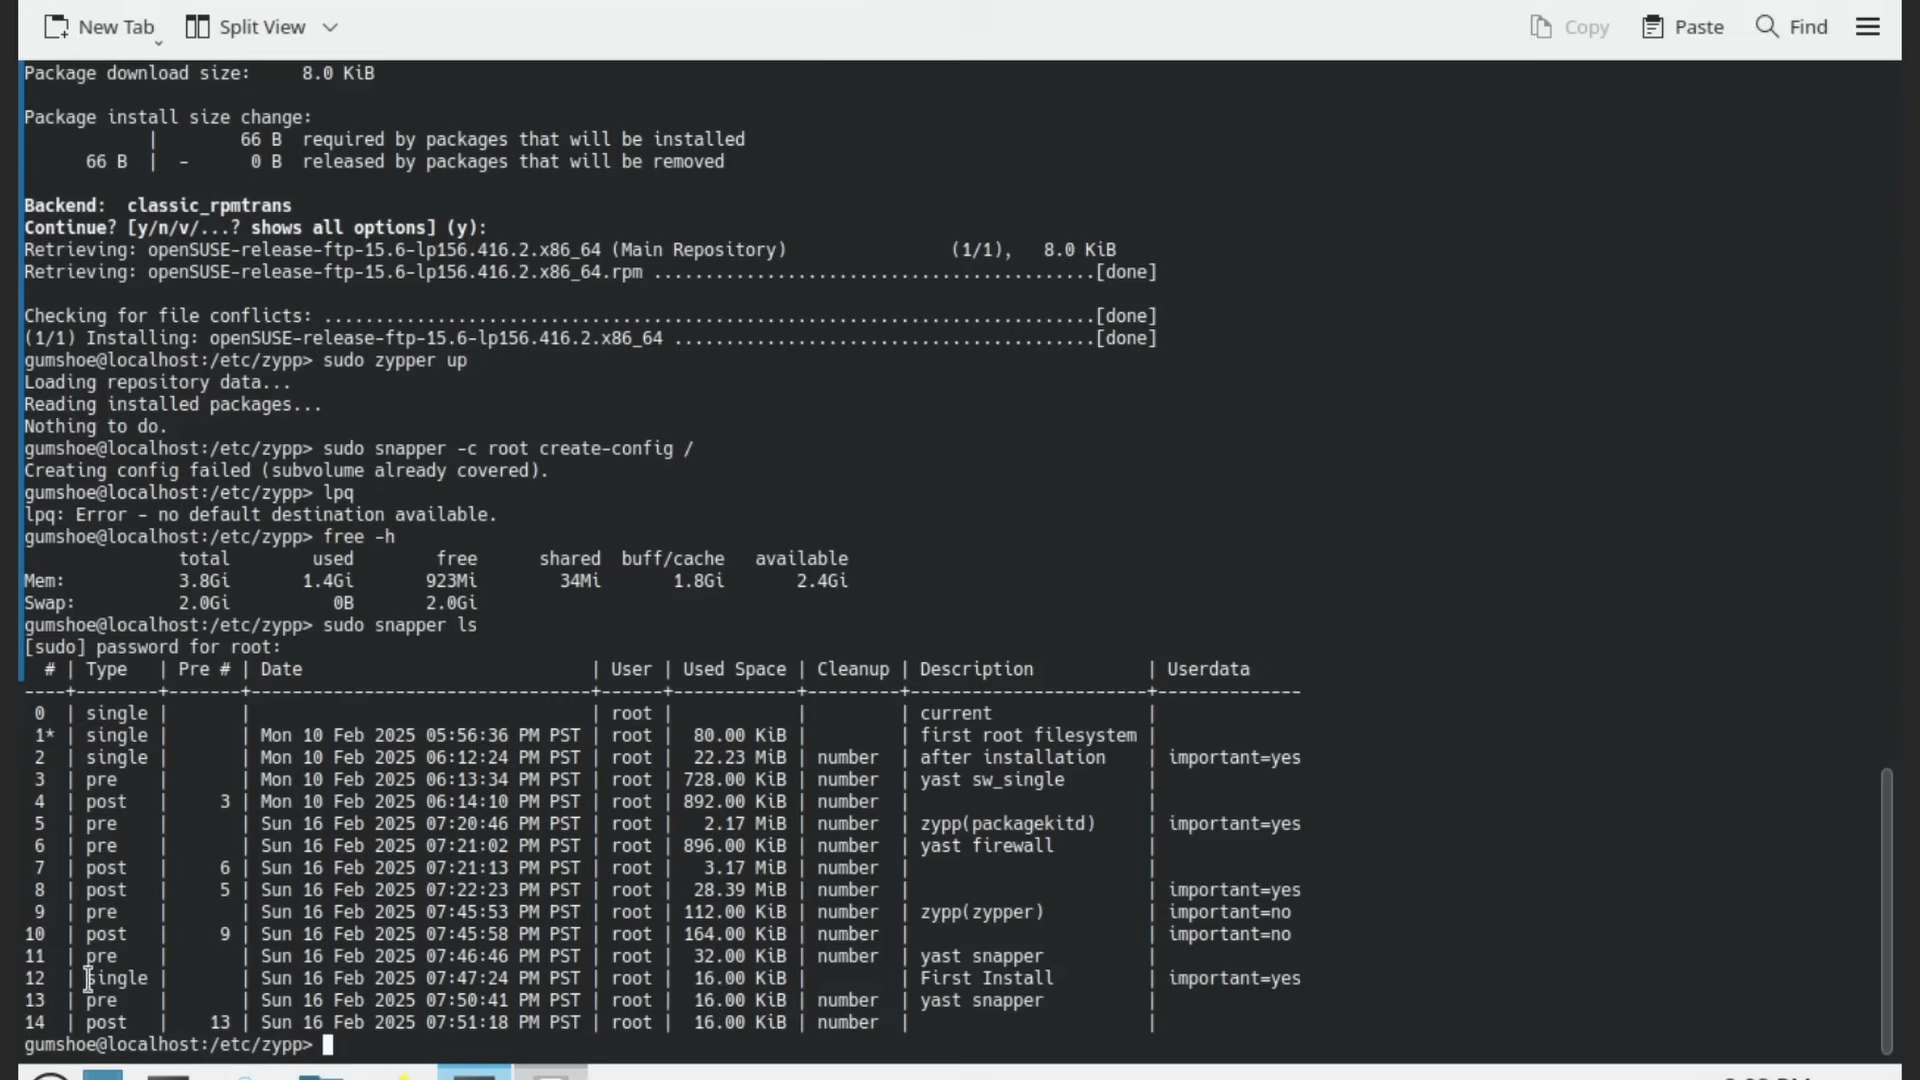 New Tab Split View Copy Paste Find
Package download size:     8.0 KiB
Package install size change:
            |        66 B  required by packages that will be installed
      66 B  |  -      0 B  released by packages that will be removed
Backend:  classic_rpmtrans
Continue? [y/n/v/...? shows all options] (y):
Retrieving: openSUSE-release-ftp-15.6-lp156.416.2.x86_64 (Main Repository)                (1/1),   8.0 KiB
Retrieving: openSUSE-release-ftp-15.6-lp156.416.2.x86_64.rpm ...........................................[done]
Checking for file conflicts: ...........................................................................[done]
(1/1) Installing: openSUSE-release-ftp-15.6-lp156.416.2.x86_64 .........................................[done]
gumshoe@localhost:/etc/zypp> sudo zypper up
Loading repository data...
Reading installed packages...
Nothing to do.
gumshoe@localhost:/etc/zypp> sudo snapper -c root create-config /
Creating config failed (subvolume already covered).
gumshoe@localhost:/etc/zypp> lpq
lpq: Error - no default destination available.
gumshoe@localhost:/etc/zypp> free -h
               total        used        free      shared  buff/cache   available
Mem:           3.8Gi       1.4Gi       923Mi        34Mi       1.8Gi       2.4Gi
Swap:          2.0Gi          0B       2.0Gi
gumshoe@localhost:/etc/zypp> sudo snapper ls
[sudo] password for root:
  # | Type   | Pre # | Date                            | User | Used Space | Cleanup | Description           | Userdata
----+--------+-------+---------------------------------+------+------------+---------+-----------------------+--------------
 0  | single |       |                                 | root |            |         | current               |
 1* | single |       | Mon 10 Feb 2025 05:56:36 PM PST | root |  80.00 KiB |         | first root filesystem |
 2  | single |       | Mon 10 Feb 2025 06:12:24 PM PST | root |  22.23 MiB | number  | after installation    | important=yes
 3  | pre    |       | Mon 10 Feb 2025 06:13:34 PM PST | root | 728.00 KiB | number  | yast sw_single        |
 4  | post   |     3 | Mon 10 Feb 2025 06:14:10 PM PST | root | 892.00 KiB | number  |                       |
 5  | pre    |       | Sun 16 Feb 2025 07:20:46 PM PST | root |   2.17 MiB | number  | zypp(packagekitd)     | important=yes
 6  | pre    |       | Sun 16 Feb 2025 07:21:02 PM PST | root | 896.00 KiB | number  | yast firewall         |
 7  | post   |     6 | Sun 16 Feb 2025 07:21:13 PM PST | root |   3.17 MiB | number  |                       |
 8  | post   |     5 | Sun 16 Feb 2025 07:22:23 PM PST | root |  28.39 MiB | number  |                       | important=yes
 9  | pre    |       | Sun 16 Feb 2025 07:45:53 PM PST | root | 112.00 KiB | number  | zypp(zypper)          | important=no
10  | post   |     9 | Sun 16 Feb 2025 07:45:58 PM PST | root | 164.00 KiB | number  |                       | important=no
11  | pre    |       | Sun 16 Feb 2025 07:46:46 PM PST | root |  32.00 KiB | number  | yast snapper          |
12  | single |       | Sun 16 Feb 2025 07:47:24 PM PST | root |  16.00 KiB |         | First Install         | important=yes
13  | pre    |       | Sun 16 Feb 2025 07:50:41 PM PST | root |  16.00 KiB | number  | yast snapper          |
14  | post   |    13 | Sun 16 Feb 2025 07:51:18 PM PST | root |  16.00 KiB | number  |                       |
gumshoe@localhost:/etc/zypp>